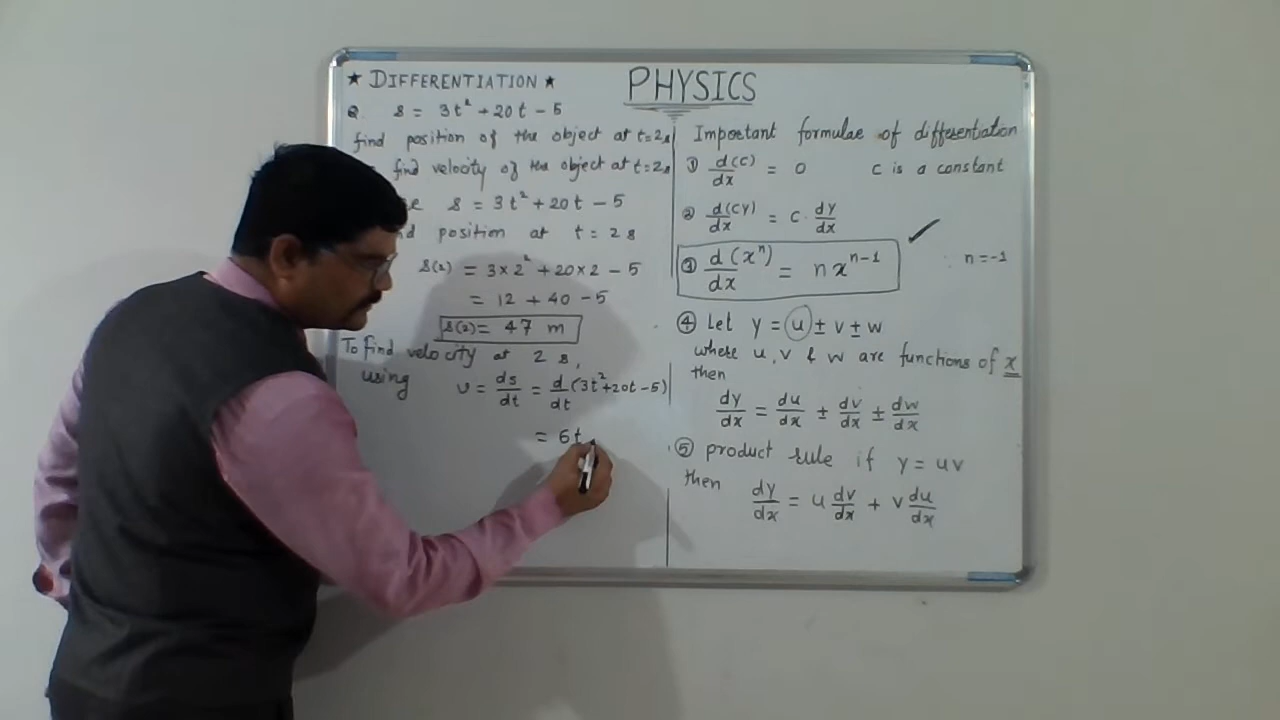 ★ DIFFERENTIATION ★
Q. s = 3t² + 20t - 5
find position of the object at t=2s
find velocity of the object at t=2s
s = 3t² + 20t - 5
position at t = 2 s
s(2) = 3×2² + 20×2 - 5
= 12 + 40 - 5
s(2) = 47 m
To find velocity at 2 s,
using v = ds/dt = d/dt (3t²+20t-5)
= 6t
PHYSICS
Important formulae of differentiation
① d(C)/dx = 0 C is a constant
② d(CY)/dx = C · dy/dx
③ d(xⁿ)/dx = nxⁿ⁻¹ n=-1
④ Let y = u ± v ± w
where u, v & w are functions of x
then
dy/dx = du/dx ± dv/dx ± dw/dx
⑤ product rule if y = uv
then dy/dx = u dv/dx + v du/dx